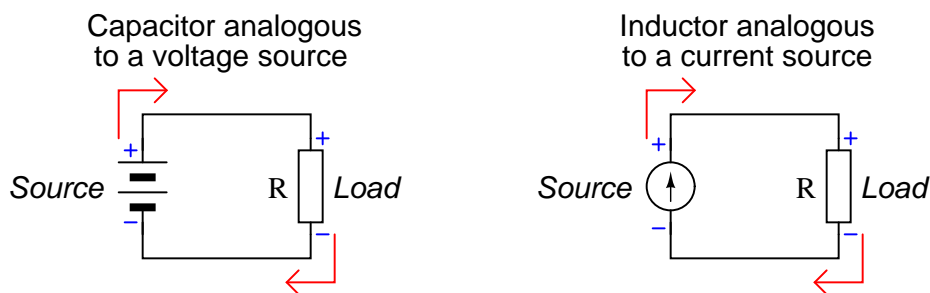 Capacitor analogous
to a voltage source
+
+
Source
R
Load
−
−
Inductor analogous
to a current source
+
+
Source
R
Load
−
−